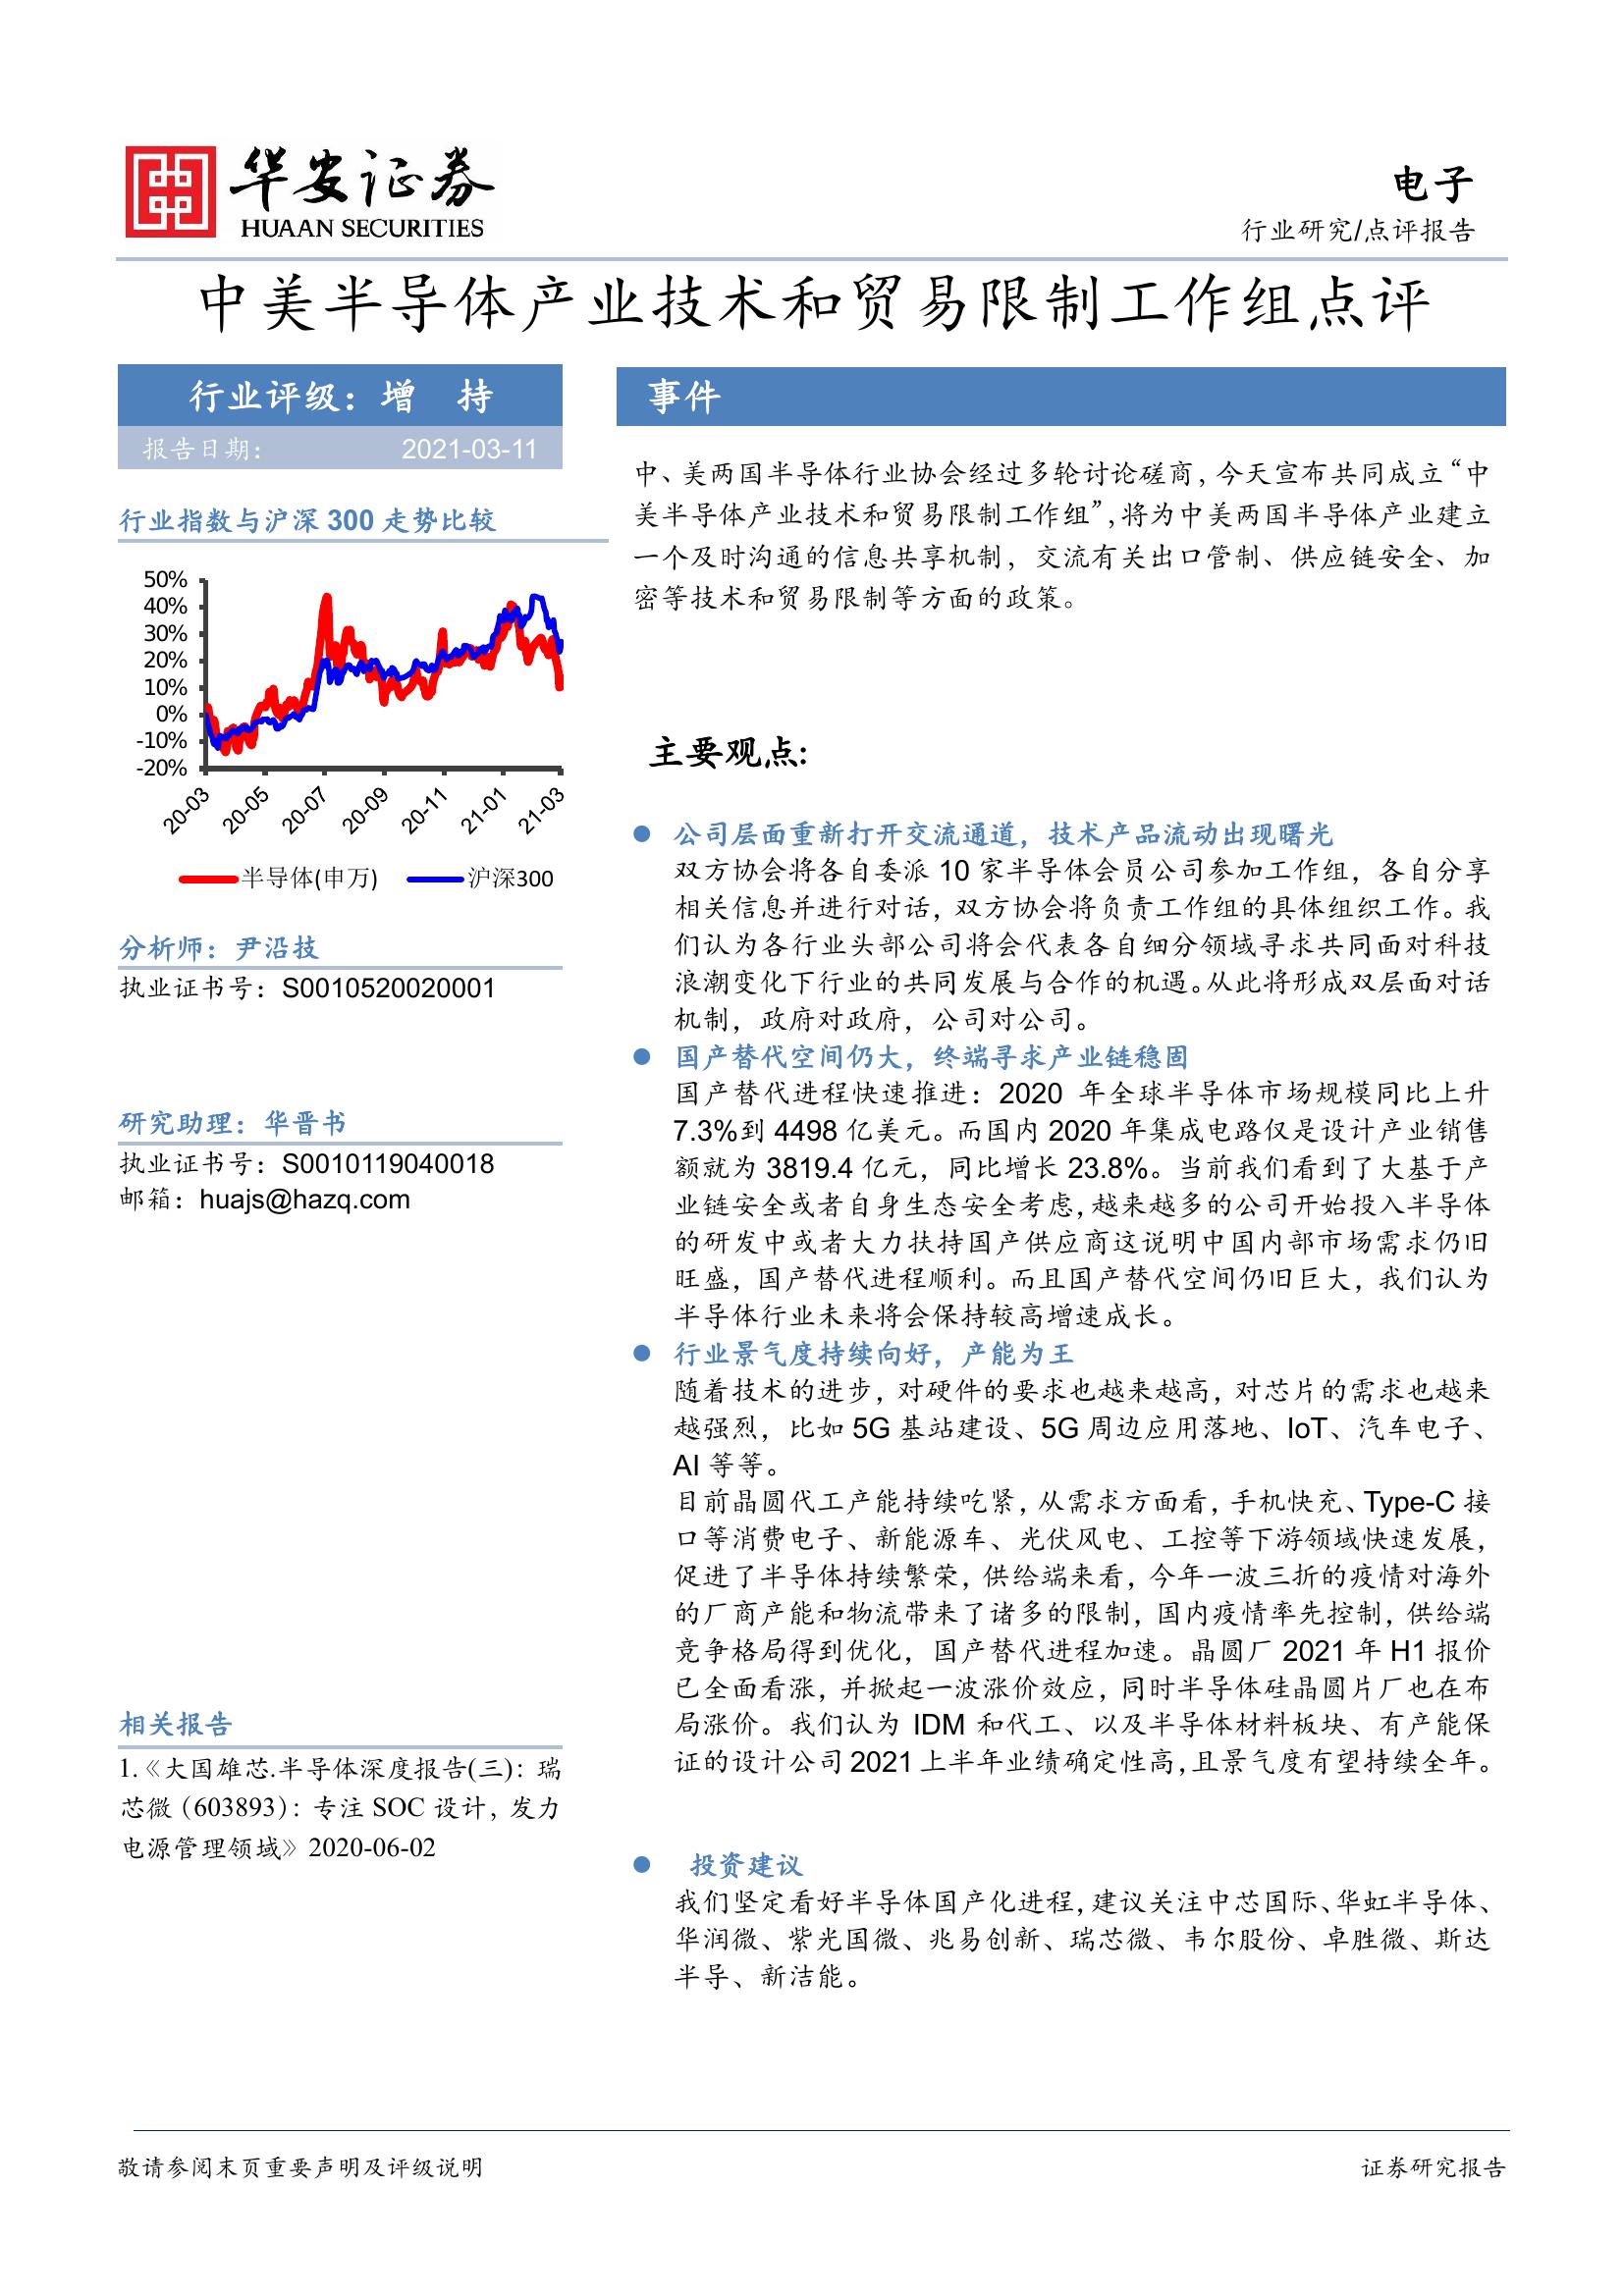 华安证券
HUAAN SECURITIES
电子
行业研究/点评报告
中美半导体产业技术和贸易限制工作组点评
行业评级：增 持
报告日期： 2021-03-11
行业指数与沪深 300 走势比较
50%
40%
30%
20%
10%
0%
-10%
-20%
20-03
20-05
20-07
20-09
20-11
21-01
21-03
半导体(申万) 沪深300
分析师：尹沿技
执业证书号：S0010520020001
研究助理：华晋书
执业证书号：S0010119040018
邮箱：huajs@hazq.com
相关报告
1.《大国雄芯.半导体深度报告(三)：瑞
芯微（603893）：专注 SOC 设计，发力
电源管理领域》2020-06-02
事件
中、美两国半导体行业协会经过多轮讨论磋商，今天宣布共同成立“中
美半导体产业技术和贸易限制工作组”，将为中美两国半导体产业建立
一个及时沟通的信息共享机制，交流有关出口管制、供应链安全、加
密等技术和贸易限制等方面的政策。
主要观点:
● 公司层面重新打开交流通道，技术产品流动出现曙光
双方协会将各自委派 10 家半导体会员公司参加工作组，各自分享
相关信息并进行对话，双方协会将负责工作组的具体组织工作。我
们认为各行业头部公司将会代表各自细分领域寻求共同面对科技
浪潮变化下行业的共同发展与合作的机遇。从此将形成双层面对话
机制，政府对政府，公司对公司。
● 国产替代空间仍大，终端寻求产业链稳固
国产替代进程快速推进：2020 年全球半导体市场规模同比上升
7.3%到 4498 亿美元。而国内 2020 年集成电路仅是设计产业销售
额就为 3819.4 亿元，同比增长 23.8%。当前我们看到了大基于产
业链安全或者自身生态安全考虑，越来越多的公司开始投入半导体
的研发中或者大力扶持国产供应商这说明中国内部市场需求仍旧
旺盛，国产替代进程顺利。而且国产替代空间仍旧巨大，我们认为
半导体行业未来将会保持较高增速成长。
● 行业景气度持续向好，产能为王
随着技术的进步，对硬件的要求也越来越高，对芯片的需求也越来
越强烈，比如 5G 基站建设、5G 周边应用落地、IoT、汽车电子、
AI 等等。
目前晶圆代工产能持续吃紧，从需求方面看，手机快充、Type-C 接
口等消费电子、新能源车、光伏风电、工控等下游领域快速发展，
促进了半导体持续繁荣，供给端来看，今年一波三折的疫情对海外
的厂商产能和物流带来了诸多的限制，国内疫情率先控制，供给端
竞争格局得到优化，国产替代进程加速。晶圆厂 2021 年 H1 报价
已全面看涨，并掀起一波涨价效应，同时半导体硅晶圆片厂也在布
局涨价。我们认为 IDM 和代工、以及半导体材料板块、有产能保
证的设计公司 2021 上半年业绩确定性高，且景气度有望持续全年。
● 投资建议
我们坚定看好半导体国产化进程，建议关注中芯国际、华虹半导体、
华润微、紫光国微、兆易创新、瑞芯微、韦尔股份、卓胜微、斯达
半导、新洁能。
敬请参阅末页重要声明及评级说明
证券研究报告